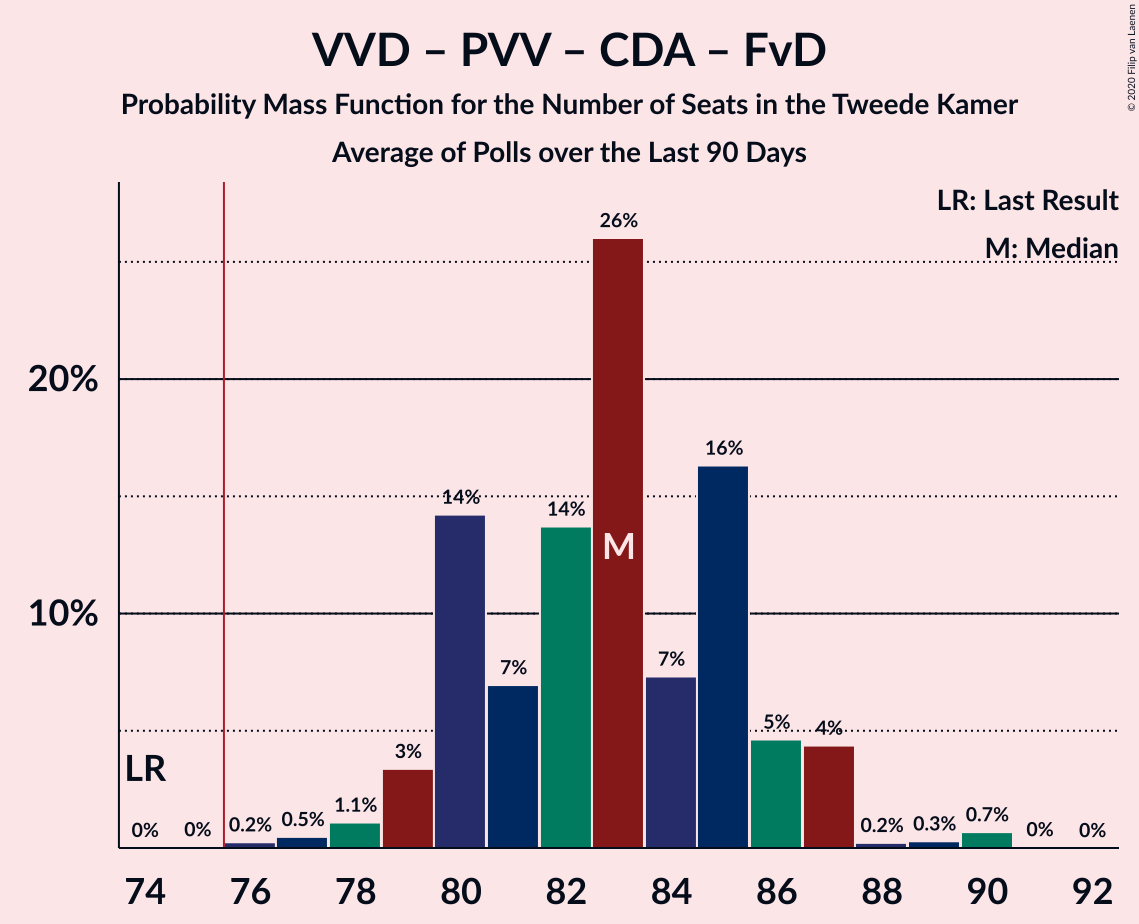 VVD – PVV – CDA – FvD
Probability Mass Function for the Number of Seats in the Tweede Kamer
Average of Polls over the Last 90 Days
© 2020 Filip van Laenen
LR: Last Result
M: Median
26%
20%
16%
14%
14%
M
10%
7%
7%
5%
4%
3%
LR
1.1%
0.7%
0.5%
0.3%
0.2%
0.2%
0%
0%
0%
0%
74 76 78 80 82 84 86 88 90 92